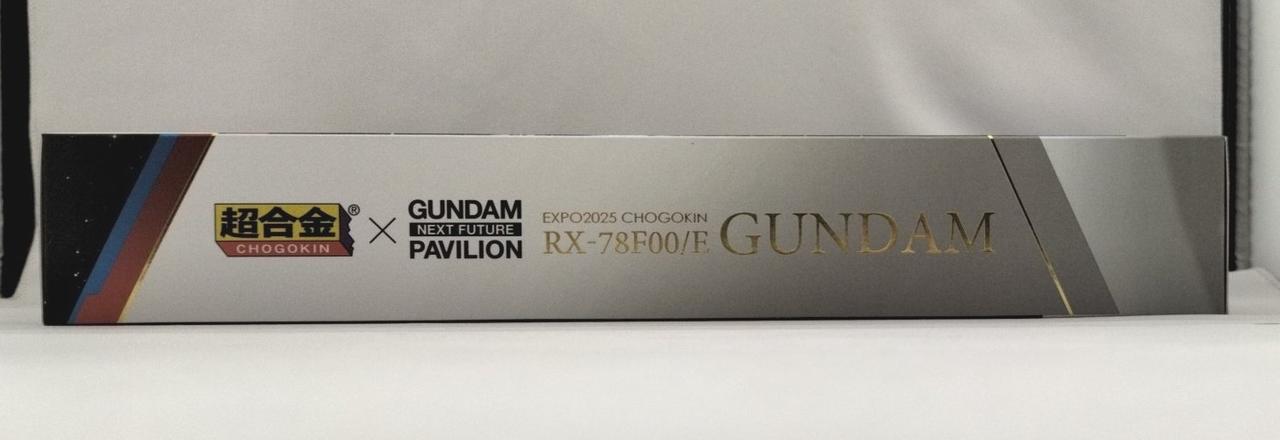 超合金®
CHOGOKIN
×
GUNDAM
NEXT FUTURE
PAVILION
EXPO2025 CHOGOKIN
RX-78F00/E GUNDAM